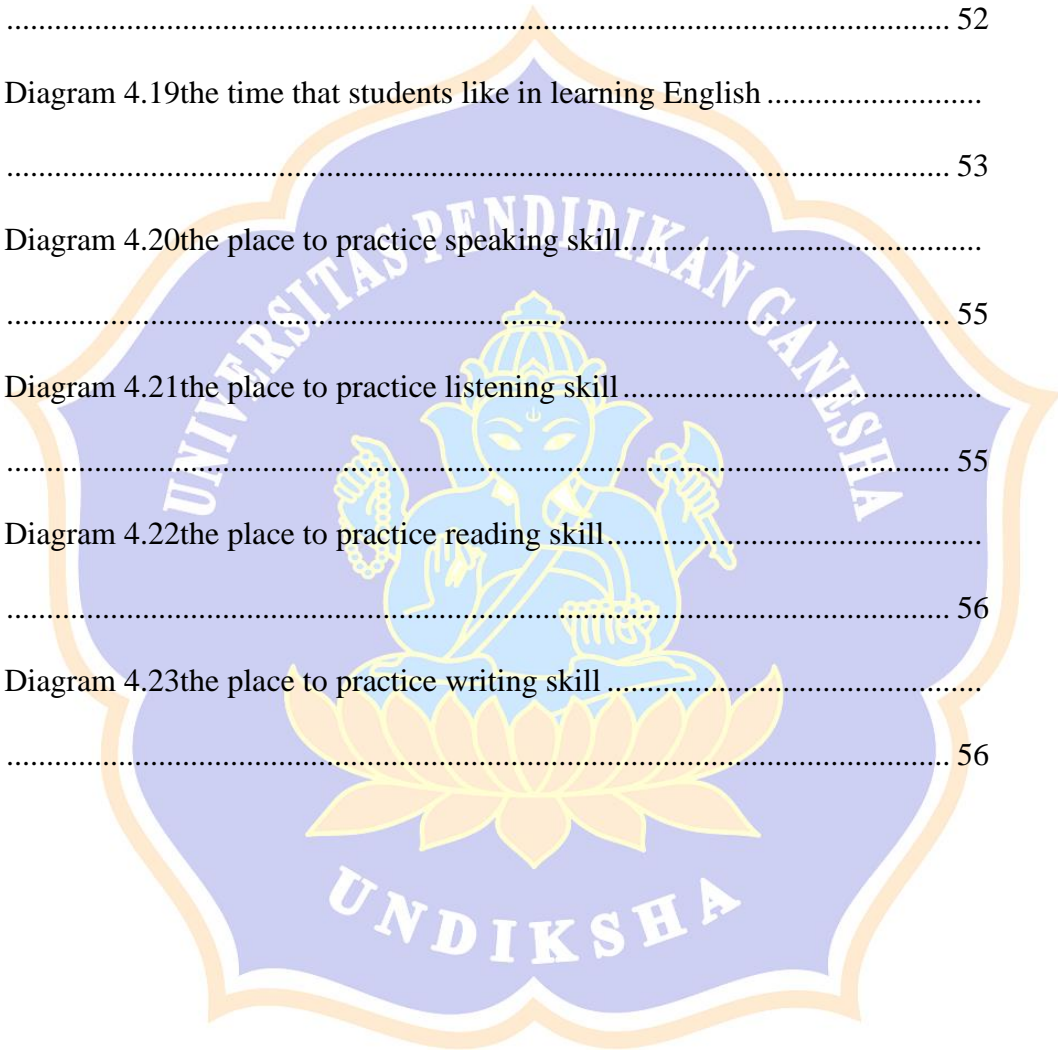 ........................................................................................................................ 52
Diagram 4.19the time that students like in learning English ...........................
........................................................................................................................ 53
Diagram 4.20the place to practice speaking skill.............................................
........................................................................................................................ 55
Diagram 4.21the place to practice listening skill .............................................
........................................................................................................................ 55
Diagram 4.22the place to practice reading skill...............................................
........................................................................................................................ 56
Diagram 4.23the place to practice writing skill ...............................................
........................................................................................................................ 56
UNIVERSITAS PENDIDIKAN GANESHA
UNDIKSHA